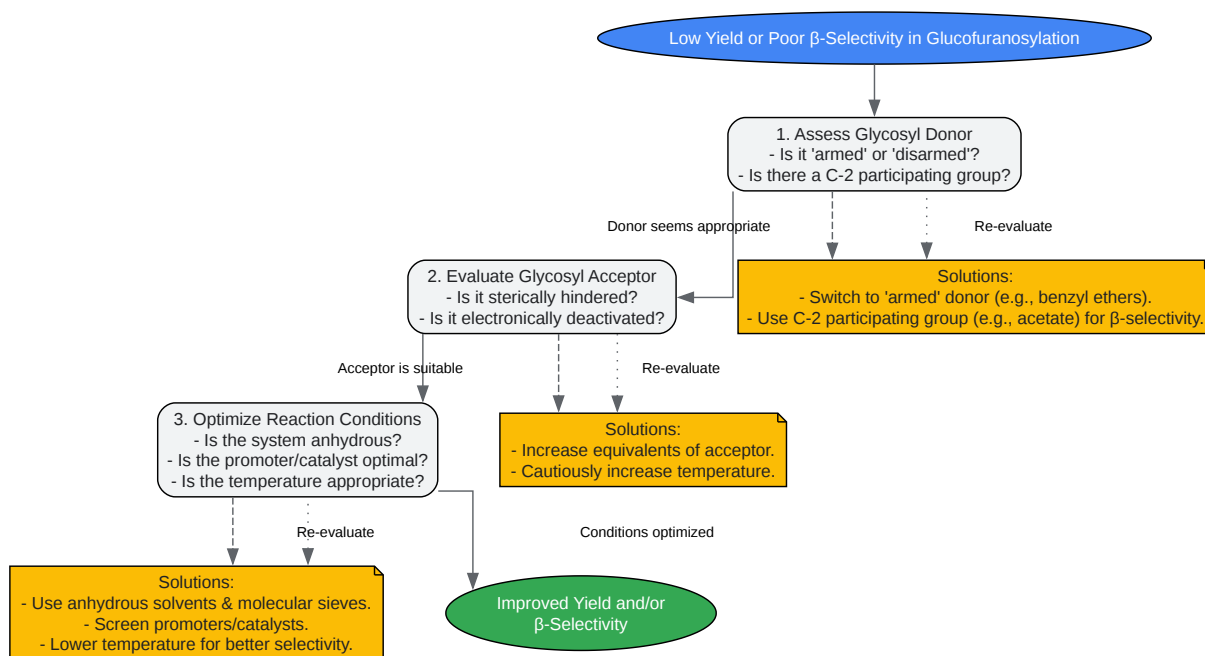 Low Yield or Poor β-Selectivity in Glucofuranosylation
1. Assess Glycosyl Donor
- Is it 'armed' or 'disarmed'?
- Is there a C-2 participating group?
Donor seems appropriate
Re-evaluate
2. Evaluate Glycosyl Acceptor
- Is it sterically hindered?
- Is it electronically deactivated?
Solutions:
- Switch to 'armed' donor (e.g., benzyl ethers).
- Use C-2 participating group (e.g., acetate) for β-selectivity.
Acceptor is suitable
Re-evaluate
3. Optimize Reaction Conditions
- Is the system anhydrous?
- Is the promoter/catalyst optimal?
- Is the temperature appropriate?
Solutions:
- Increase equivalents of acceptor.
- Cautiously increase temperature.
Re-evaluate
Conditions optimized
Solutions:
- Use anhydrous solvents & molecular sieves.
- Screen promoters/catalysts.
- Lower temperature for better selectivity.
Improved Yield and/or
β-Selectivity